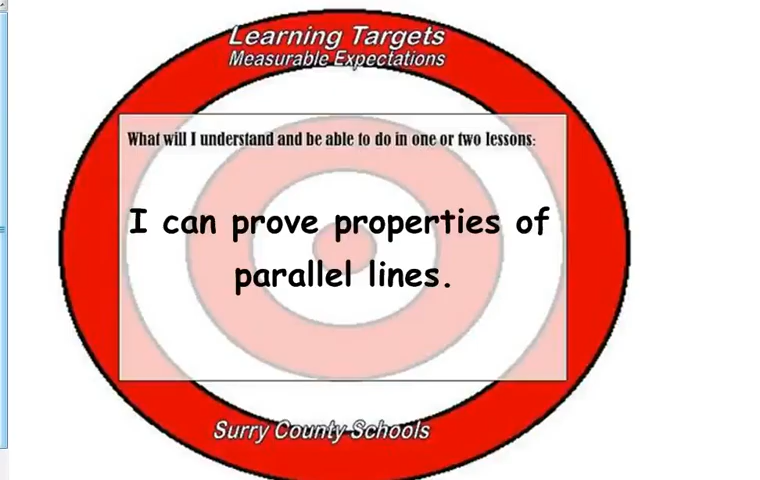 Learning Targets
Measurable Expectations
What will I understand and be able to do in one or two lessons:
I can prove properties of
parallel lines.
Surry County Schools